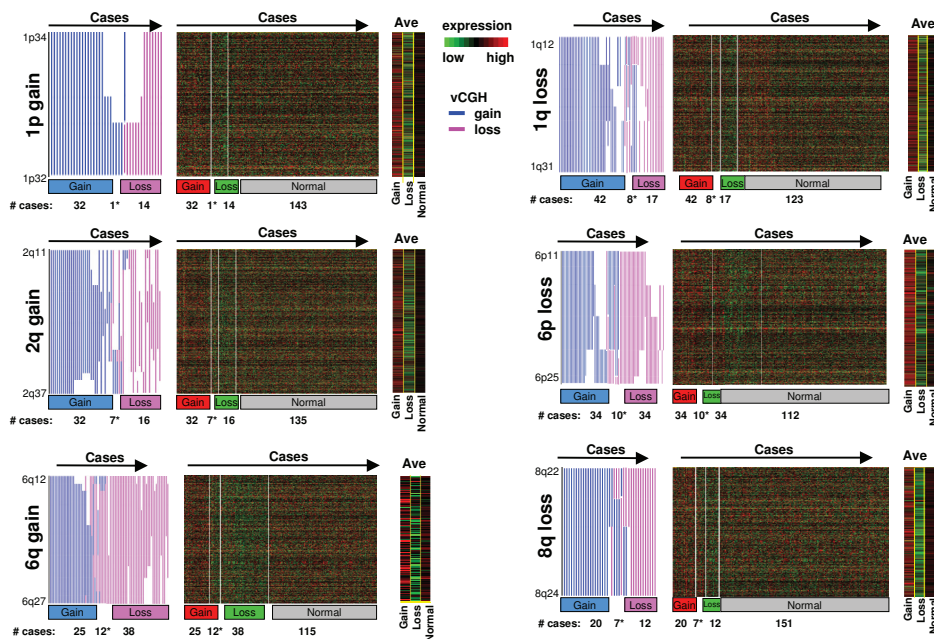 Cases
Cases
Ave
1p34
1p gain
1p32
Gain
Loss
Gain
Loss
Normal
Gain
Loss
Normal
# cases: 32 1* 14
32 1* 14 143
expression
low high
vCGH
gain
loss
Cases
Cases
Ave
1q12
1q loss
1q31
Gain
Loss
Gain
Loss
Normal
Gain
Loss
Normal
# cases: 42 8* 17
42 8* 17 123
Cases
Cases
Ave
2q11
2q gain
2q37
Gain
Loss
Gain
Loss
Normal
Gain
Loss
Normal
# cases: 32 7* 16
32 7* 16 135
Cases
Cases
Ave
6p11
6p loss
6p25
Gain
Loss
Gain
Loss
Normal
Gain
Loss
Normal
# cases: 34 10* 34
34 10* 34 112
Cases
Cases
Ave
6q12
6q gain
6q27
Gain
Loss
Gain
Loss
Normal
Gain
Loss
Normal
# cases: 25 12* 38
25 12* 38 115
Cases
Cases
Ave
8q22
8q loss
8q24
Gain
Loss
Gain
Loss
Normal
Gain
Loss
Normal
# cases: 20 7* 12
20 7* 12 151